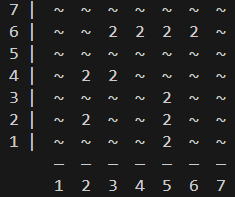 7 | ~ ~ ~ ~ ~ ~ ~
6 | ~ ~ 2 2 2 2 ~
5 | ~ ~ ~ ~ ~ ~ ~
4 | ~ 2 2 ~ ~ ~ ~
3 | ~ ~ ~ ~ 2 ~ ~
2 | ~ 2 ~ ~ 2 ~ ~
1 | ~ ~ ~ ~ 2 ~ ~
_ _ _ _ _ _ _
1 2 3 4 5 6 7